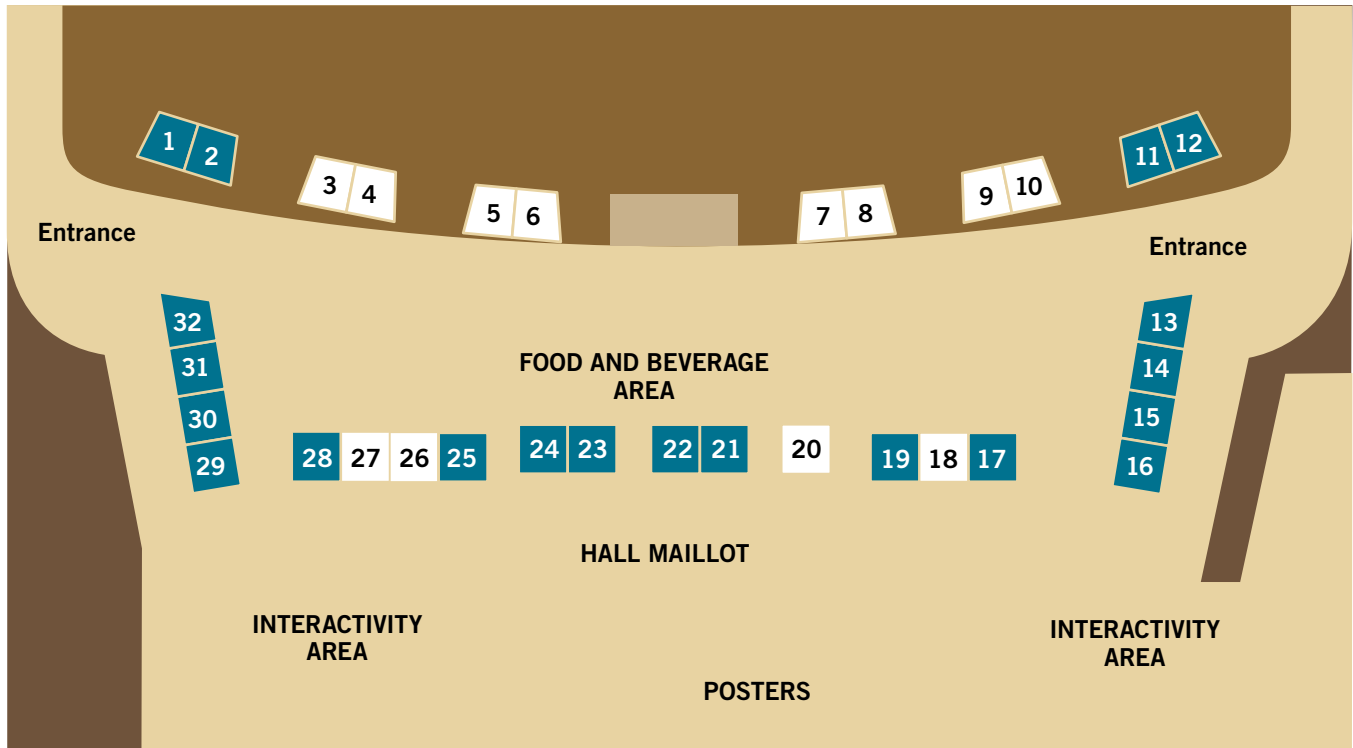 1 2
3 4
5 6
7 8
9 10
11 12
Entrance
Entrance
32
31
30
29
13
14
15
16
FOOD AND BEVERAGE
AREA
28 27 26 25
24 23
22 21
20
19 18 17
HALL MAILLOT
INTERACTIVITY
AREA
INTERACTIVITY
AREA
POSTERS